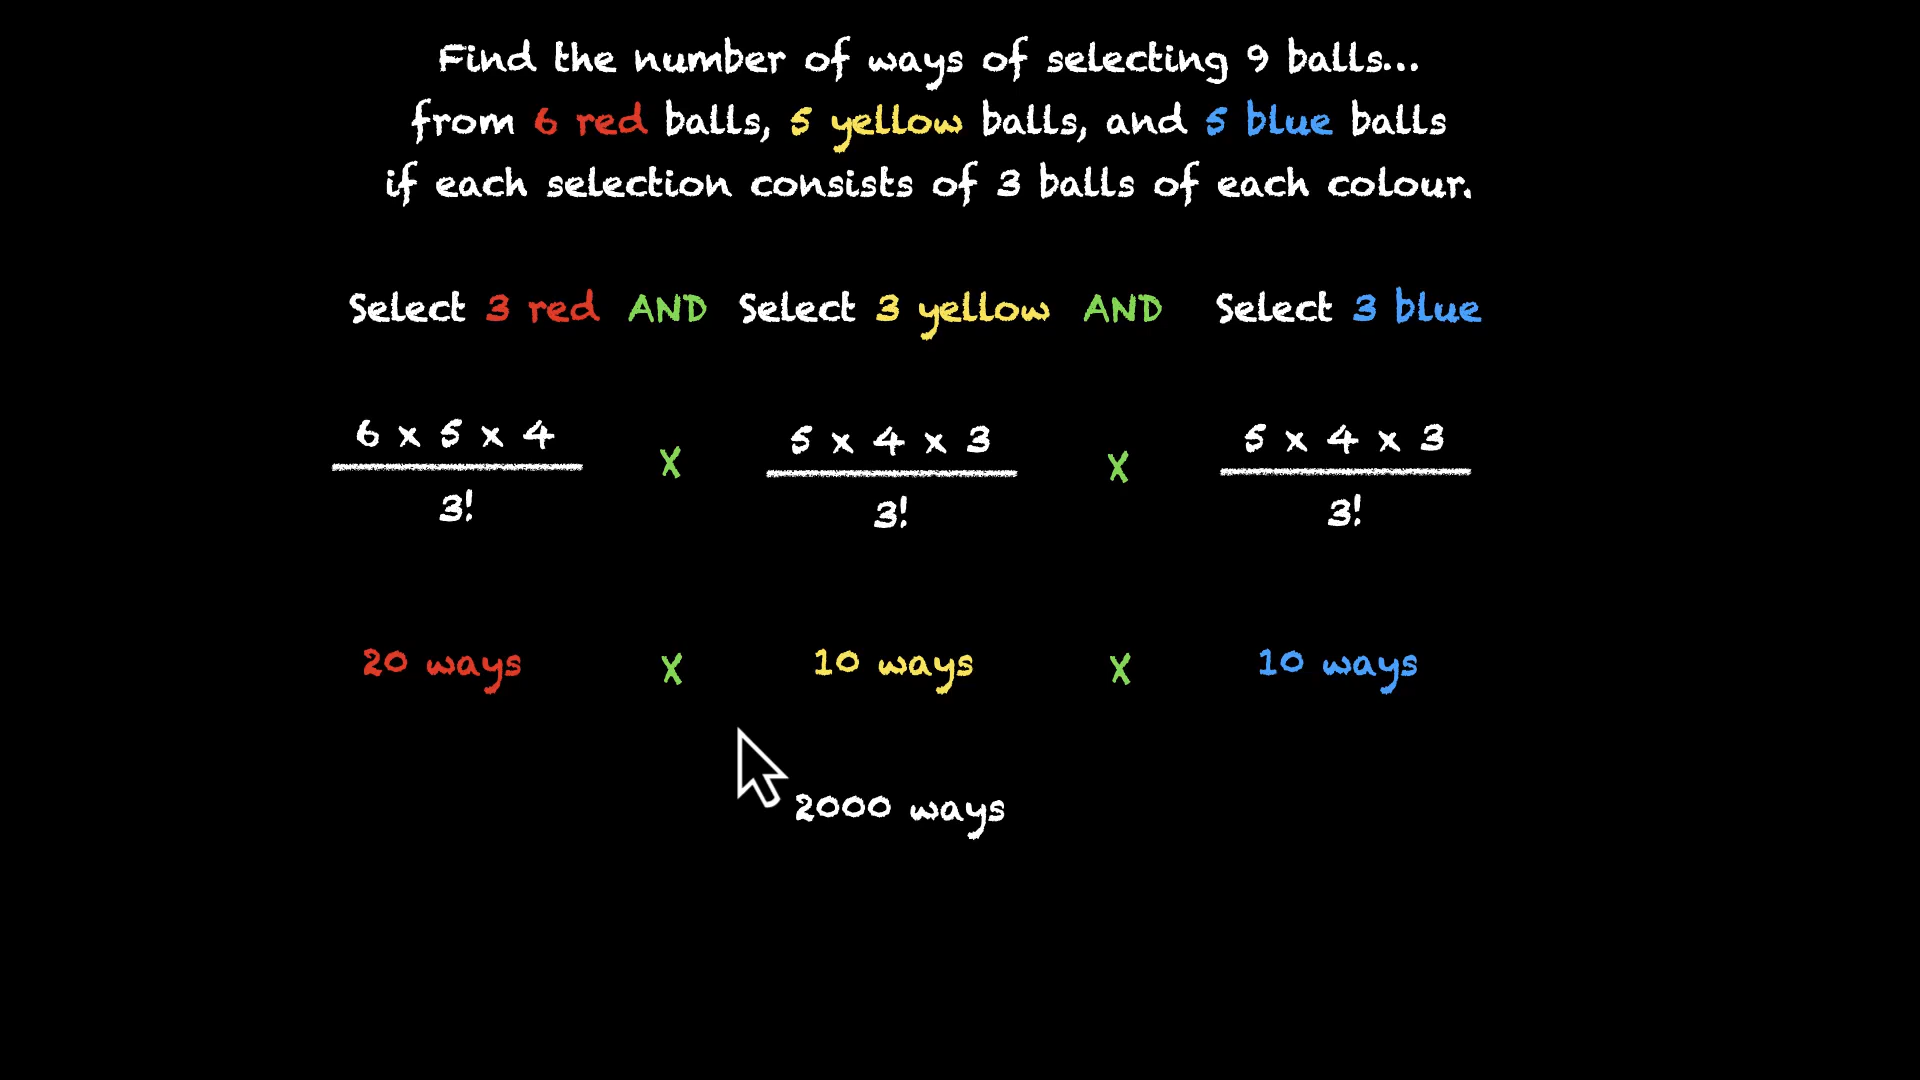 Find the number of ways of selecting 9 balls...
from 6 red balls, 5 yellow balls, and 5 blue balls
if each selection consists of 3 balls of each colour.
Select 3 red AND Select 3 yellow AND Select 3 blue
6 x 5 x 4 5 x 4 x 3 5 x 4 x 3
X X
3! 3! 3!
20 ways X 10 ways X 10 ways
2000 ways